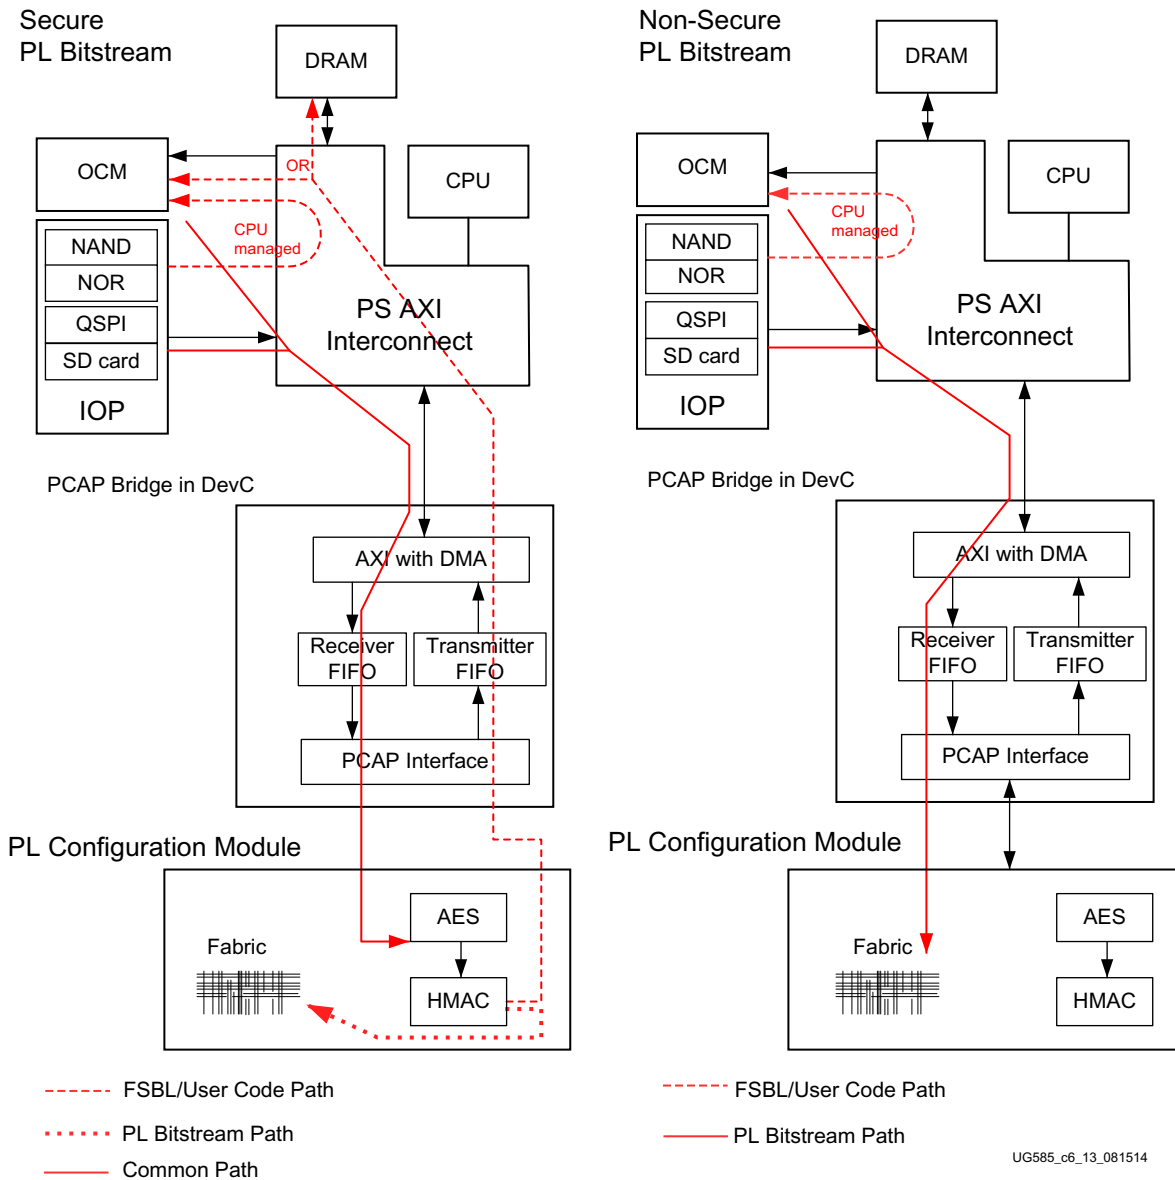 Secure
PL Bitstream
DRAM
OCM
OR
CPU
CPU
managed
NAND
NOR
QSPI
SD card
IOP
PS AXI
Interconnect
PCAP Bridge in DevC
AXI with DMA
Receiver
FIFO
Transmitter
FIFO
PCAP Interface
PL Configuration Module
AES
Fabric
HMAC
FSBL/User Code Path
PL Bitstream Path
Common Path
Non-Secure
PL Bitstream
DRAM
OCM
CPU
CPU
managed
NAND
NOR
QSPI
SD card
IOP
PS AXI
Interconnect
PCAP Bridge in DevC
AXI with DMA
Receiver
FIFO
Transmitter
FIFO
PCAP Interface
PL Configuration Module
AES
Fabric
HMAC
FSBL/User Code Path
PL Bitstream Path
UG585_c6_13_081514